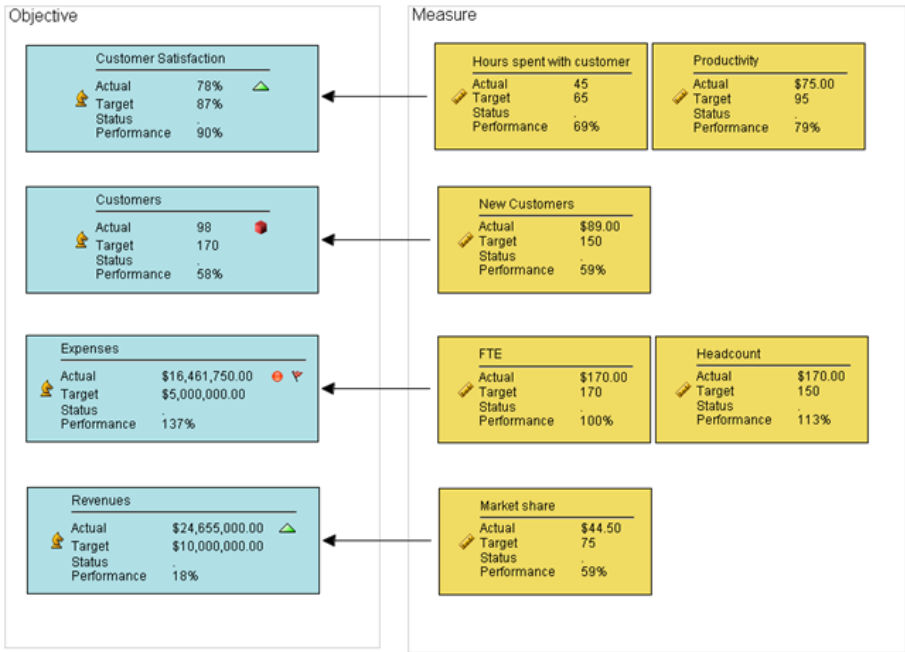 Objective
Customer Satisfaction
Actual 78%
Target 87%
Status .
Performance 90%
Customers
Actual 98
Target 170
Status .
Performance 58%
Expenses
Actual $16,461,750.00
Target $5,000,000.00
Status .
Performance 137%
Revenues
Actual $24,655,000.00
Target $10,000,000.00
Status .
Performance 18%
Measure
Hours spent with customer
Actual 45
Target 65
Status .
Performance 69%
Productivity
Actual $75.00
Target 95
Status .
Performance 79%
New Customers
Actual $89.00
Target 150
Status .
Performance 59%
FTE
Actual $170.00
Target 170
Status .
Performance 100%
Headcount
Actual $170.00
Target 150
Status .
Performance 113%
Market share
Actual $44.50
Target 75
Status .
Performance 59%